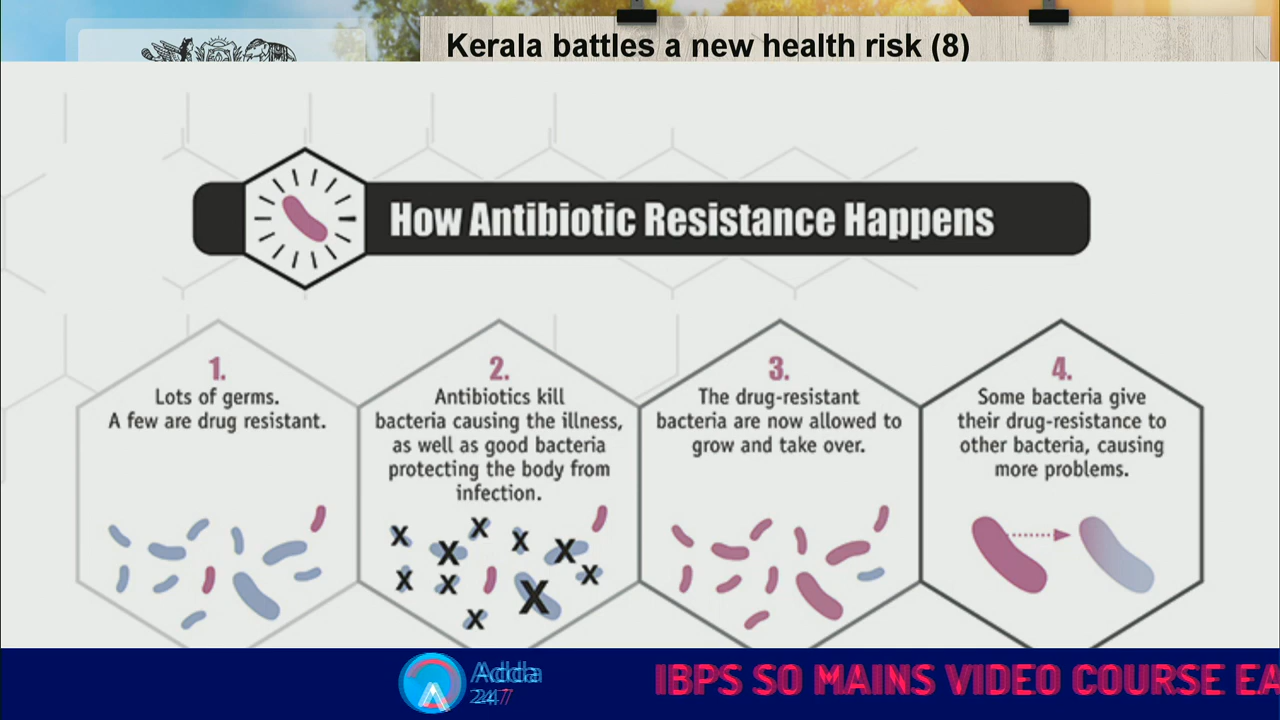 Kerala battles a new health risk (8)
How Antibiotic Resistance Happens
1.
Lots of germs.
A few are drug resistant.
2.
Antibiotics kill
bacteria causing the illness,
as well as good bacteria
protecting the body from
infection.
3.
The drug-resistant
bacteria are now allowed to
grow and take over.
4.
Some bacteria give
their drug-resistance to
other bacteria, causing
more problems.
X X X X X X X X X X
Adda
247
IBPS SO MAINS VIDEO COURSE EA